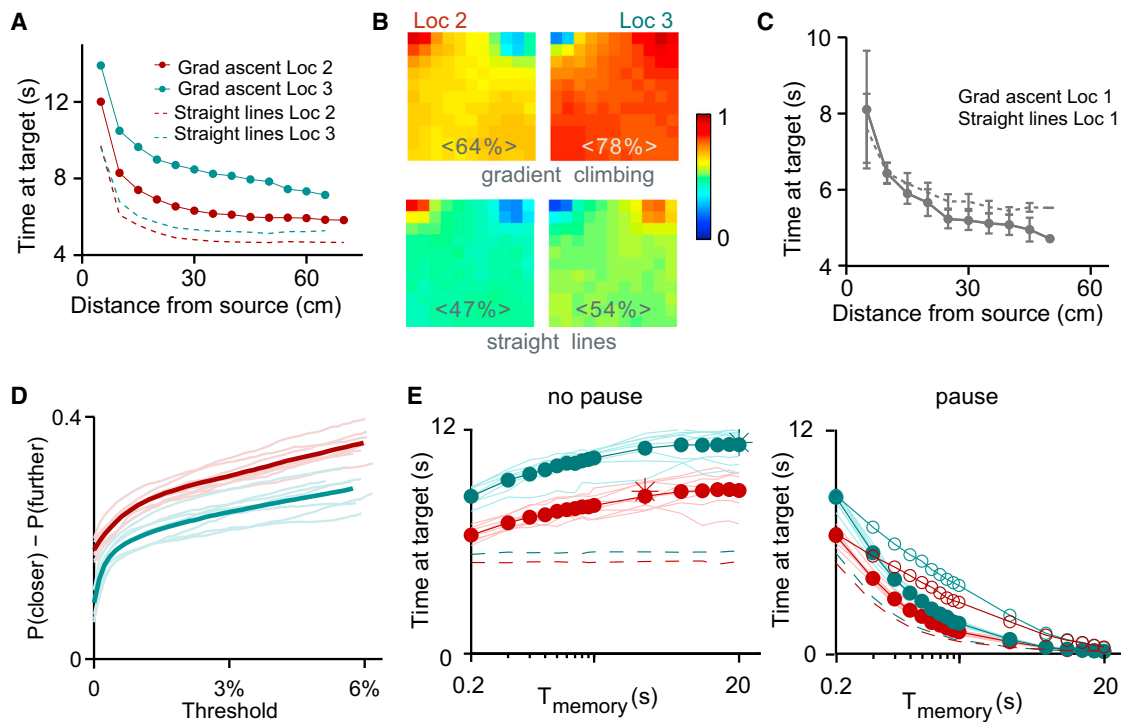 A
Time at target (s)
12
8
4
30
60
Distance from source (cm)
Grad ascent Loc 2
Grad ascent Loc 3
Straight lines Loc 2
Straight lines Loc 3
B
Loc 2
Loc 3
<64%>
<78%>
gradient climbing
<47%>
<54%>
straight lines
1
0
C
Time at target (s)
10
8
6
4
0
30
60
Distance from source (cm)
Grad ascent Loc 1
Straight lines Loc 1
D
P(closer) – P(further)
0.4
0
0
3%
6%
Threshold
E
no pause
Time at target (s)
12
0
0.2
20
Tmemory (s)
pause
Time at target (s)
12
0
0.2
20
Tmemory (s)